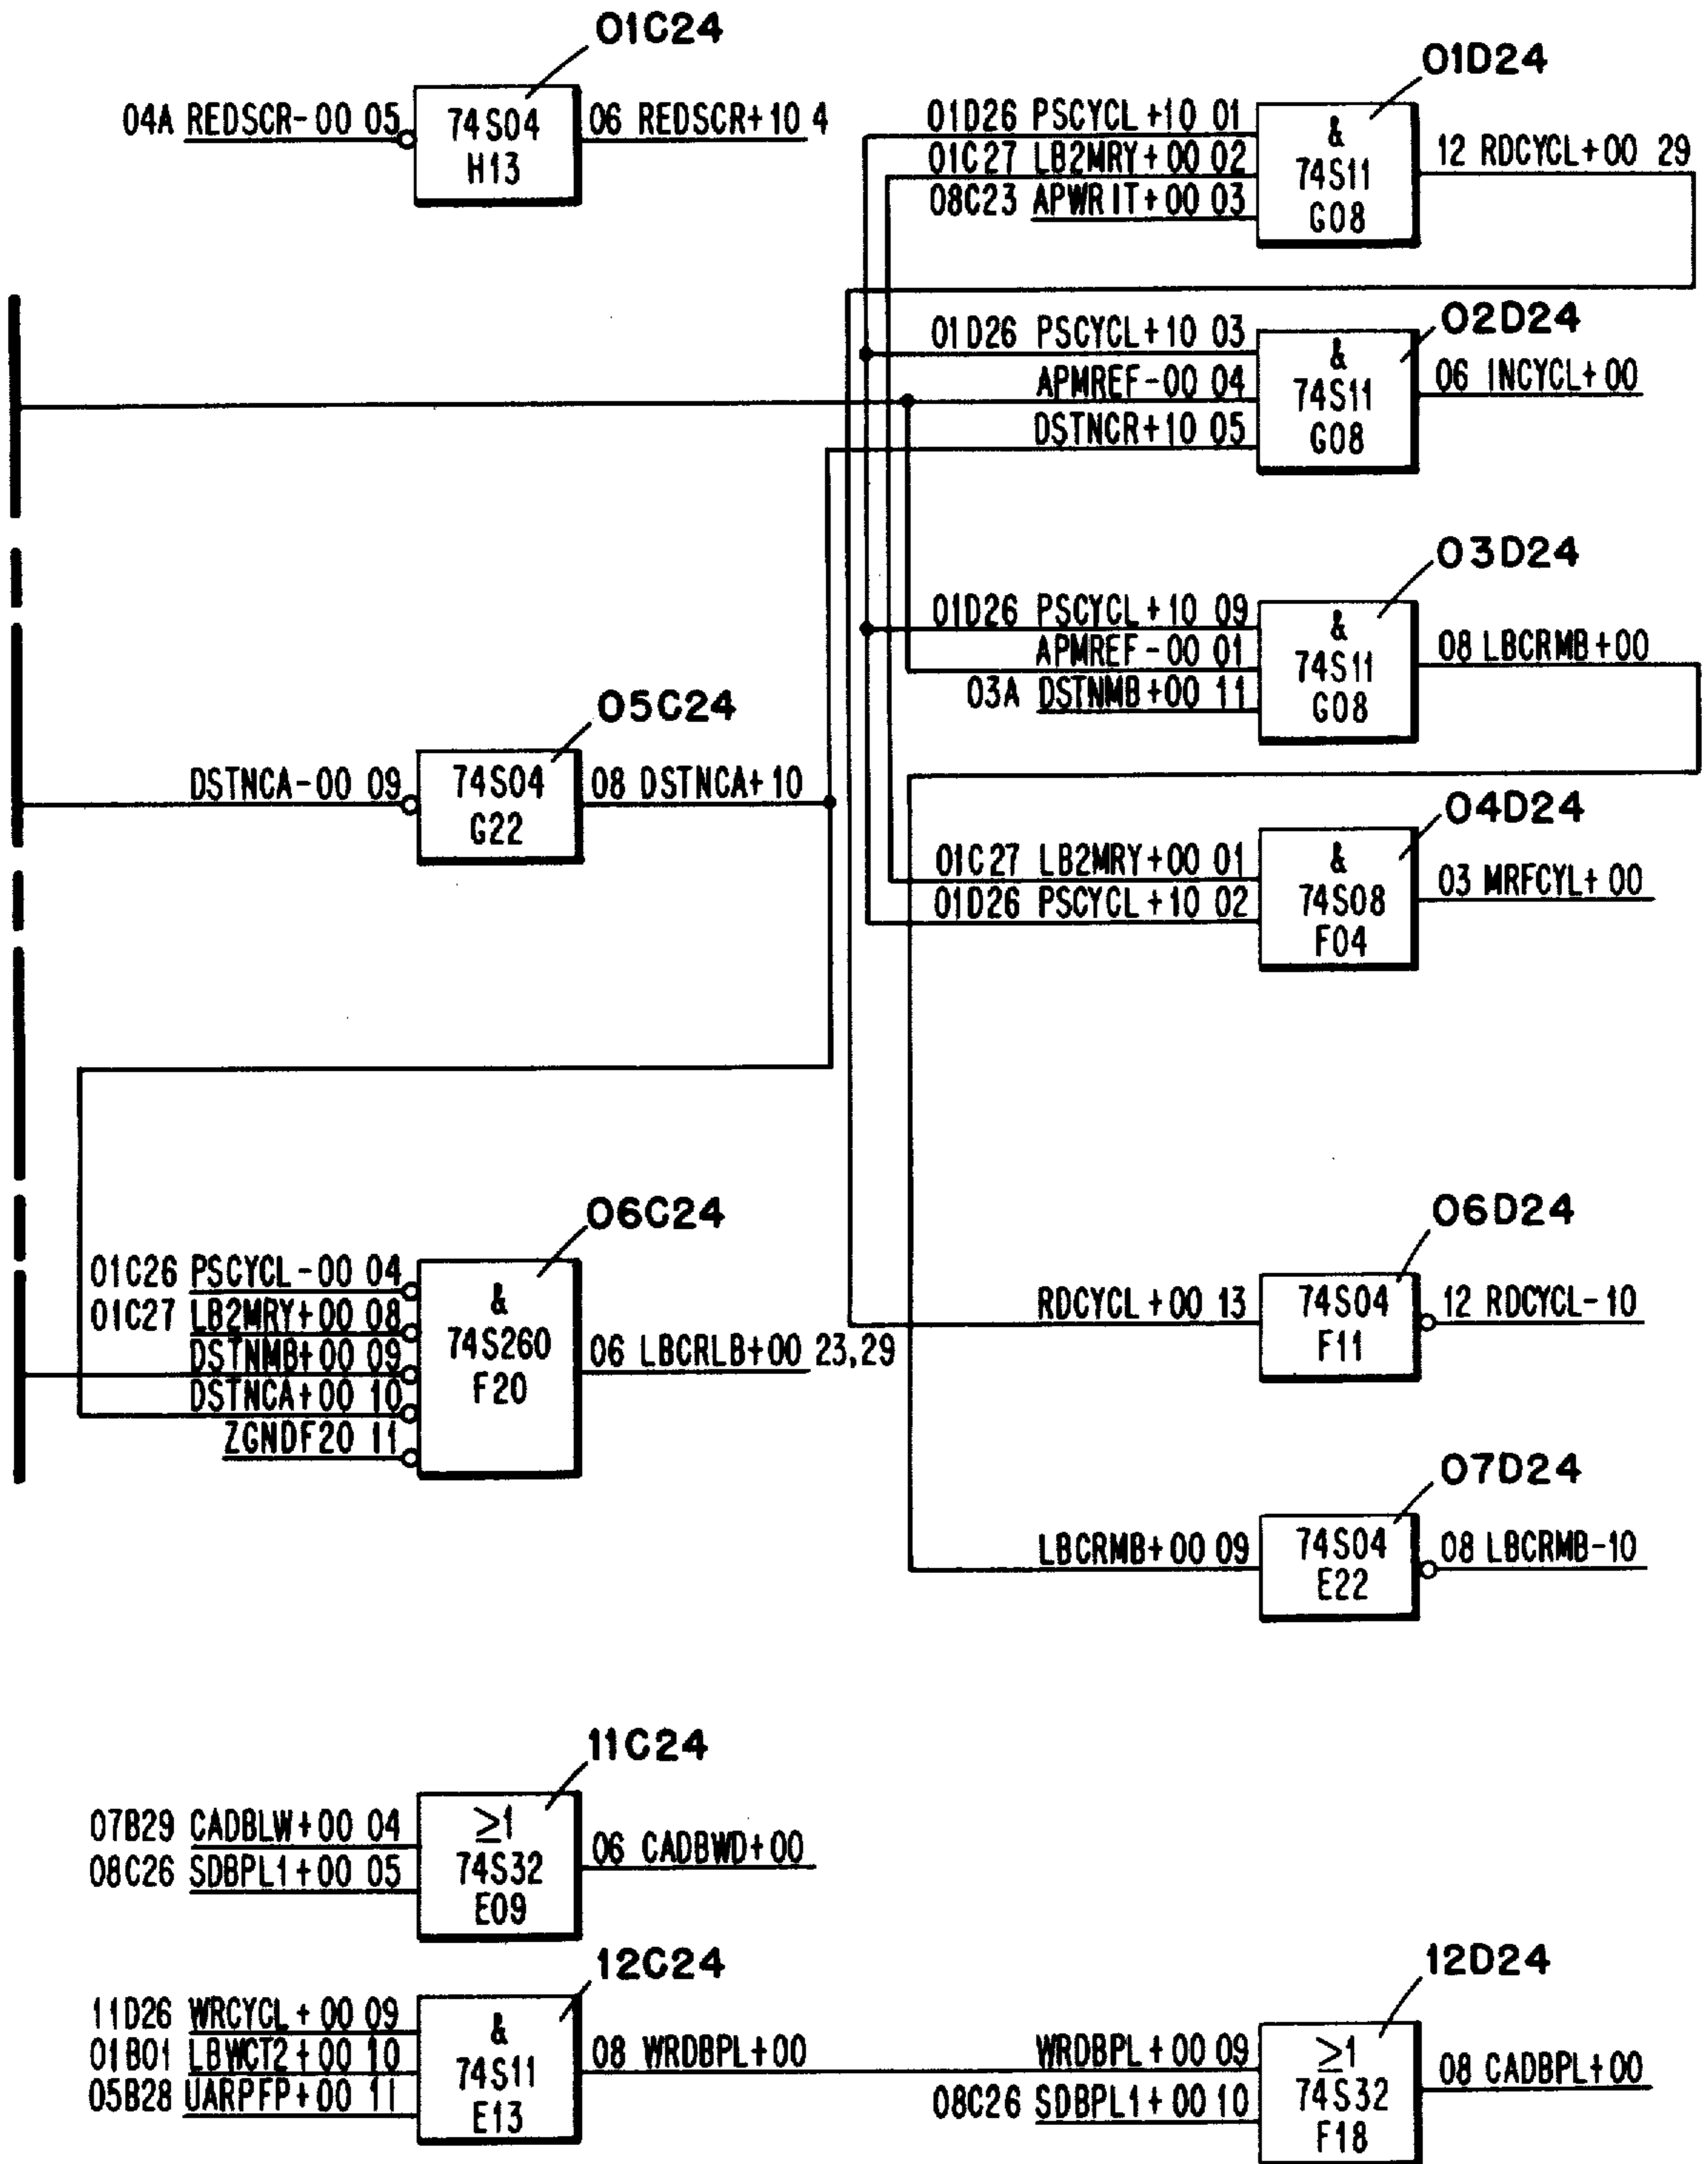 01C24
04A REDSCR-00 05
74S04
H13
06 REDSCR+10 4
01D24
01D26 PSCYCL+10 01
01C27 LB2MRY+00 02
08C23 APWRIT+00 03
&
74S11
G08
12 RDCYCL+00 29
02D24
01D26 PSCYCL+10 03
APMREF-00 04
DSTNCR+10 05
&
74S11
G08
06 INCYCL+00
03D24
01D26 PSCYCL+10 09
APMREF-00 01
03A DSTNMB+00 11
&
74S11
G08
08 LBCRMB+00
05C24
DSTNCA-00 09
74S04
G22
08 DSTNCA+10
04D24
01C27 LB2MRY+00 01
01D26 PSCYCL+10 02
&
74S08
F04
03 MRFCYL+00
06C24
01C26 PSCYCL-00 04
01C27 LB2MRY+00 08
DSTNMB+00 09
DSTNCA+00 10
ZGNDF20 11
&
74S260
F20
06 LBCRLB+00 23,29
06D24
RDCYCL+00 13
74S04
F11
12 RDCYCL-10
07D24
LBCRMB+00 09
74S04
E22
08 LBCRMB-10
11C24
07B29 CADBLW+00 04
08C26 SDBPL1+00 05
≥1
74S32
E09
06 CADBWD+00
12C24
11D26 WRCYCL+00 09
01B01 LBWCT2+00 10
05B28 UARPFP+00 11
&
74S11
E13
08 WRDBPL+00
12D24
WRDBPL+00 09
08C26 SDBPL1+00 10
≥1
74S32
F18
08 CADBPL+00